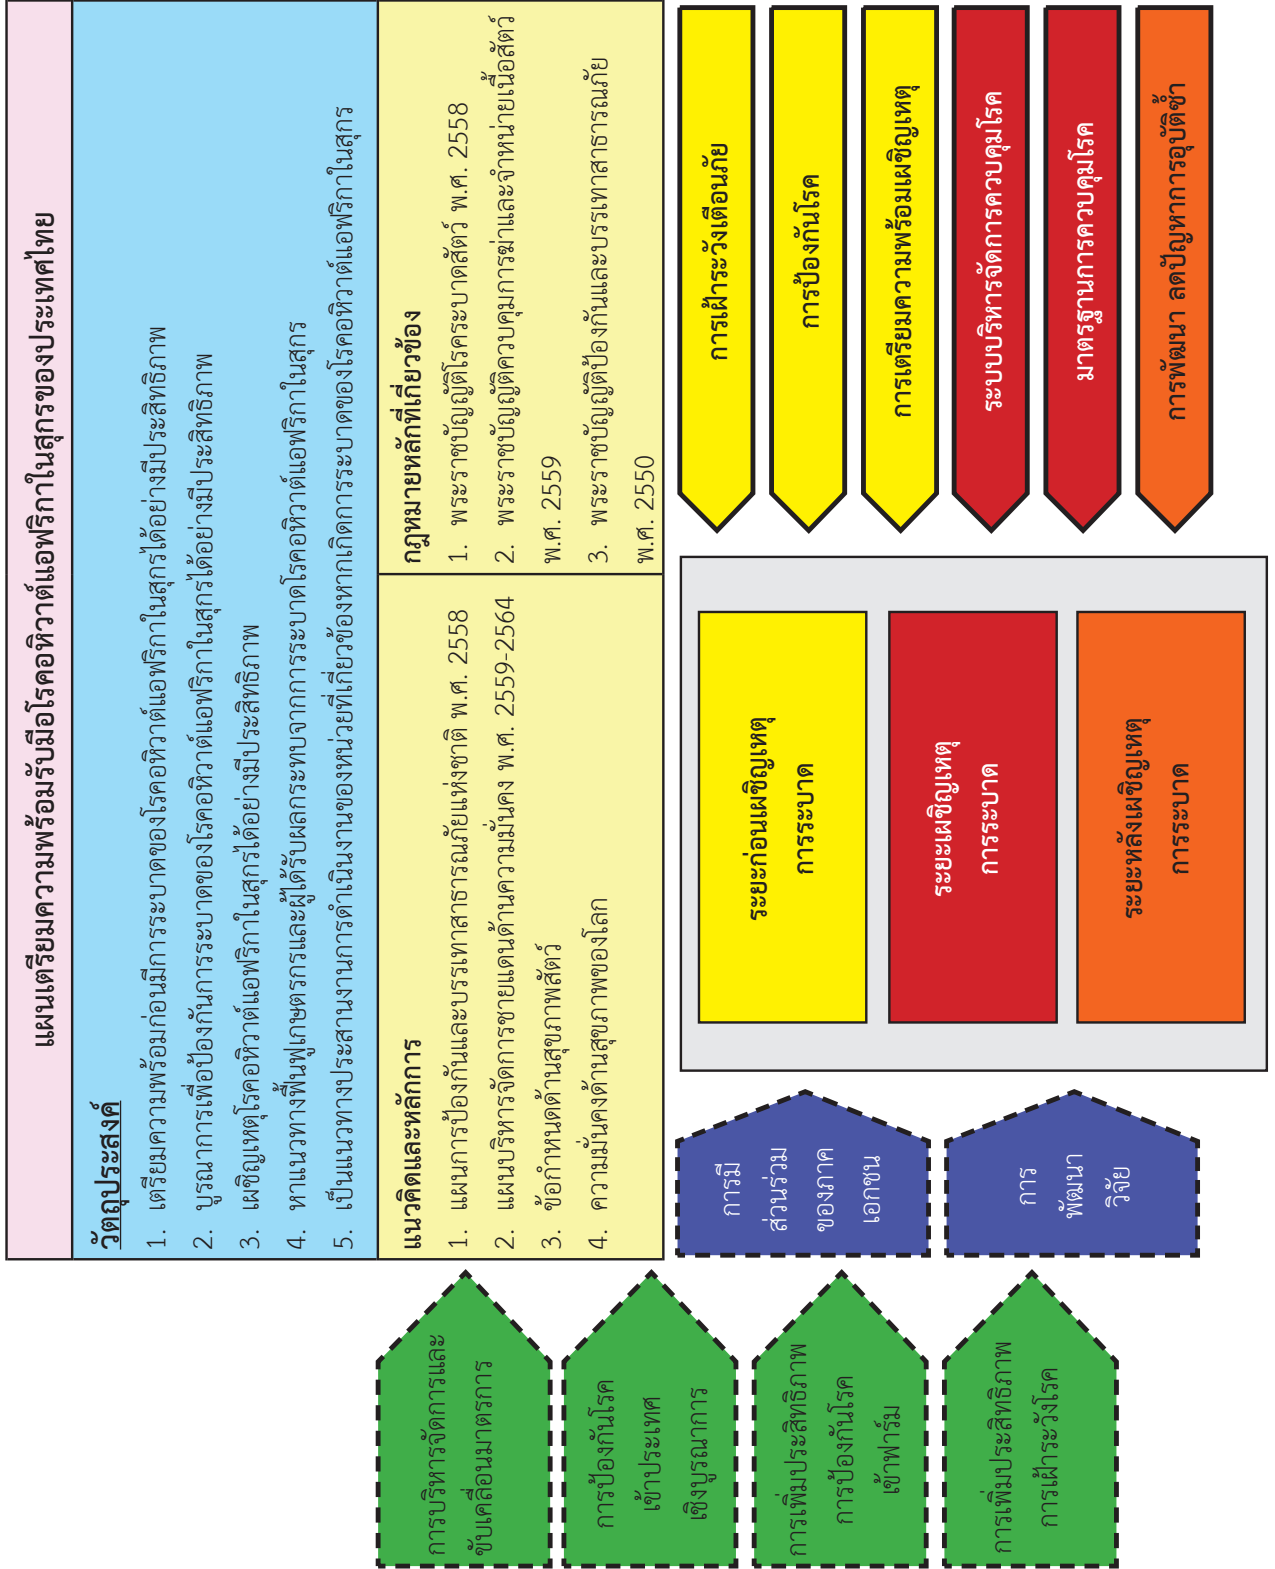 แผนเตรียมความพร้อมรับมือโรคอหิวาต์แอฟริกาในสุกรของประเทศไทย
วัตถุประสงค์
1. เตรียมความพร้อมก่อนมีการระบาดของโรคอหิวาต์แอฟริกาในสุกรได้อย่างมีประสิทธิภาพ
2. บูรณาการเพื่อป้องกันการระบาดของโรคอหิวาต์แอฟริกาในสุกรได้อย่างมีประสิทธิภาพ
3. เผชิญเหตุโรคอหิวาต์แอฟริกาในสุกรได้อย่างมีประสิทธิภาพ
4. หาแนวทางฟื้นฟูเกษตรกรและผู้ได้รับผลกระทบจากการระบาดโรคอหิวาต์แอฟริกาในสุกร
5. เป็นแนวทางประสานงานการดำเนินงานของหน่วยที่เกี่ยวข้องหากเกิดการระบาดของโรคอหิวาต์แอฟริกาในสุกร
แนวคิดและหลักการ
1. แผนการป้องกันและบรรเทาสาธารณภัยแห่งชาติ พ.ศ. 2558
2. แผนบริหารจัดการชายแดนด้านความมั่นคง พ.ศ. 2559-2564
3. ข้อกำหนดด้านสุขภาพสัตว์
4. ความมั่นคงด้านสุขภาพของโลก
กฎหมายหลักที่เกี่ยวข้อง
1. พระราชบัญญัติโรคระบาดสัตว์ พ.ศ. 2558
2. พระราชบัญญัติควบคุมการฆ่าและจำหน่ายเนื้อสัตว์
พ.ศ. 2559
3. พระราชบัญญัติป้องกันและบรรเทาสาธารณภัย
พ.ศ. 2550
การบริหารจัดการและ
ขับเคลื่อนมาตรการ
การป้องกันโรค
เข้าประเทศ
เชิงบูรณาการ
การเพิ่มประสิทธิภาพ
การป้องกันโรค
เข้าฟาร์ม
การเพิ่มประสิทธิภาพ
การเฝ้าระวังโรค
การมี
ส่วนร่วม
ของภาค
เอกชน
การ
พัฒนา
วิจัย
ระยะก่อนเผชิญเหตุ
การระบาด
ระยะเผชิญเหตุ
การระบาด
ระยะหลังเผชิญเหตุ
การระบาด
การเฝ้าระวังเตือนภัย
การป้องกันโรค
การเตรียมความพร้อมเผชิญเหตุ
ระบบบริหารจัดการควบคุมโรค
มาตรฐานการควบคุมโรค
การพัฒนา ลดปัญหาการอุบัติซ้ำ